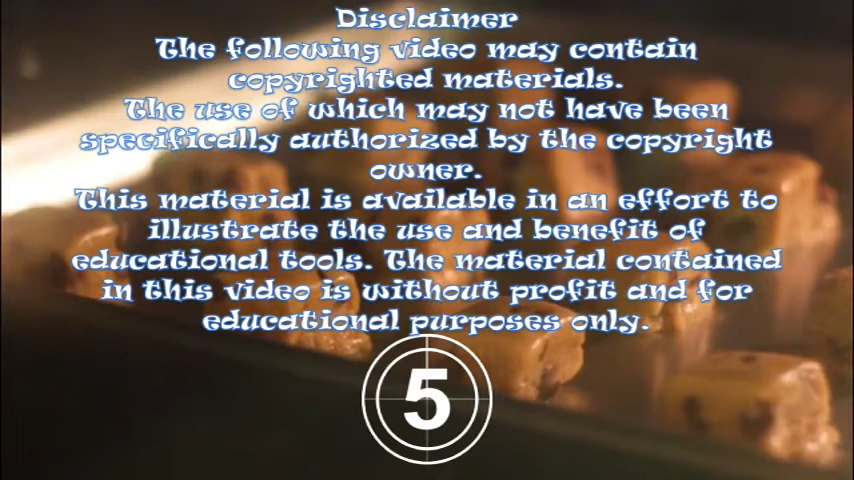 Disclaimer
The following video may contain
copyrighted materials.
The use of which may not have been
specifically authorized by the copyright
owner.
This material is available in an effort to
illustrate the use and benefit of
educational tools. The material contained
in this video is without profit and for
educational purposes only.
5